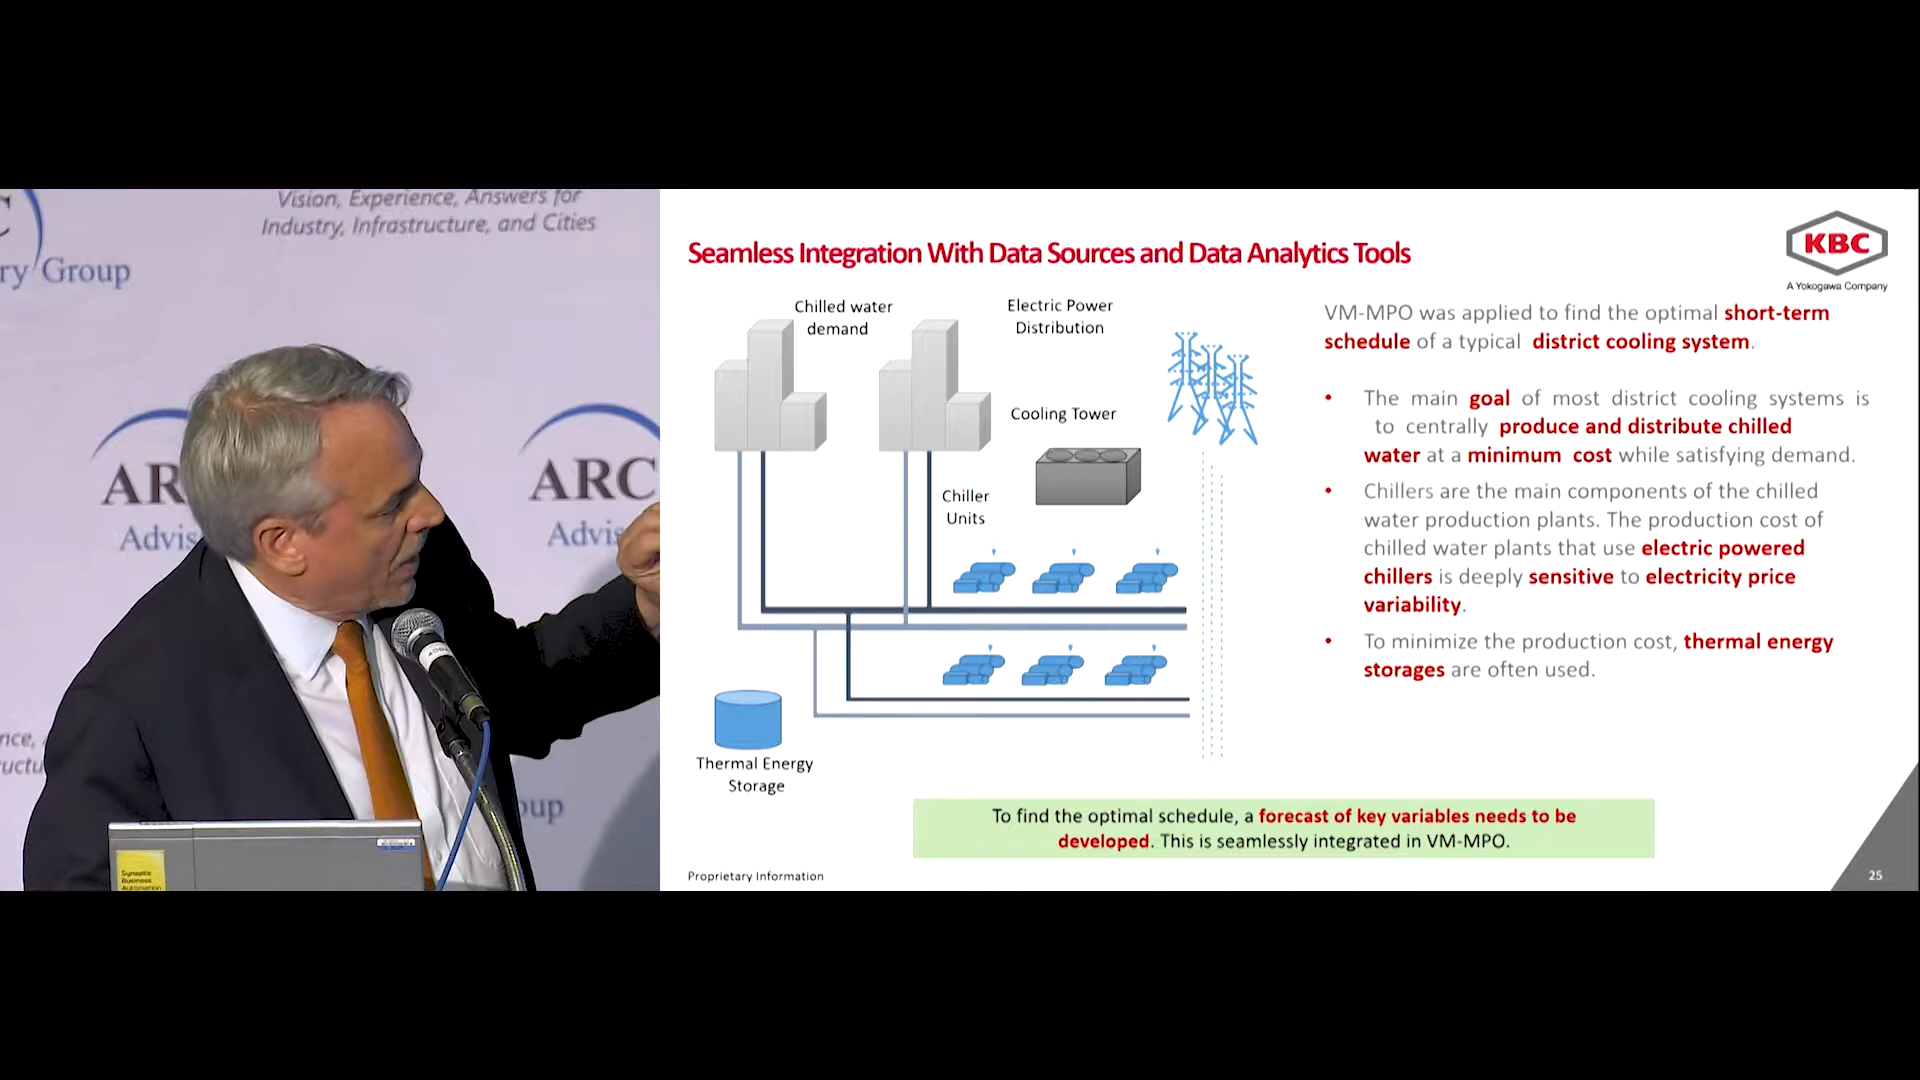 Vision, Experience, Answers for
Industry, Infrastructure, and Cities
Group
ARC
Seamless Integration With Data Sources and Data Analytics Tools
KBC
A Yokogawa Company
Chilled water
demand
Electric Power
Distribution
Cooling Tower
Chiller
Units
Thermal Energy
Storage
VM-MPO was applied to find the optimal short-term
schedule of a typical district cooling system.
• The main goal of most district cooling systems is
to centrally produce and distribute chilled
water at a minimum cost while satisfying demand.
• Chillers are the main components of the chilled
water production plants. The production cost of
chilled water plants that use electric powered
chillers is deeply sensitive to electricity price
variability.
• To minimize the production cost, thermal energy
storages are often used.
To find the optimal schedule, a forecast of key variables needs to be
developed. This is seamlessly integrated in VM-MPO.
Synaptic
Business
Automation
Proprietary Information
25